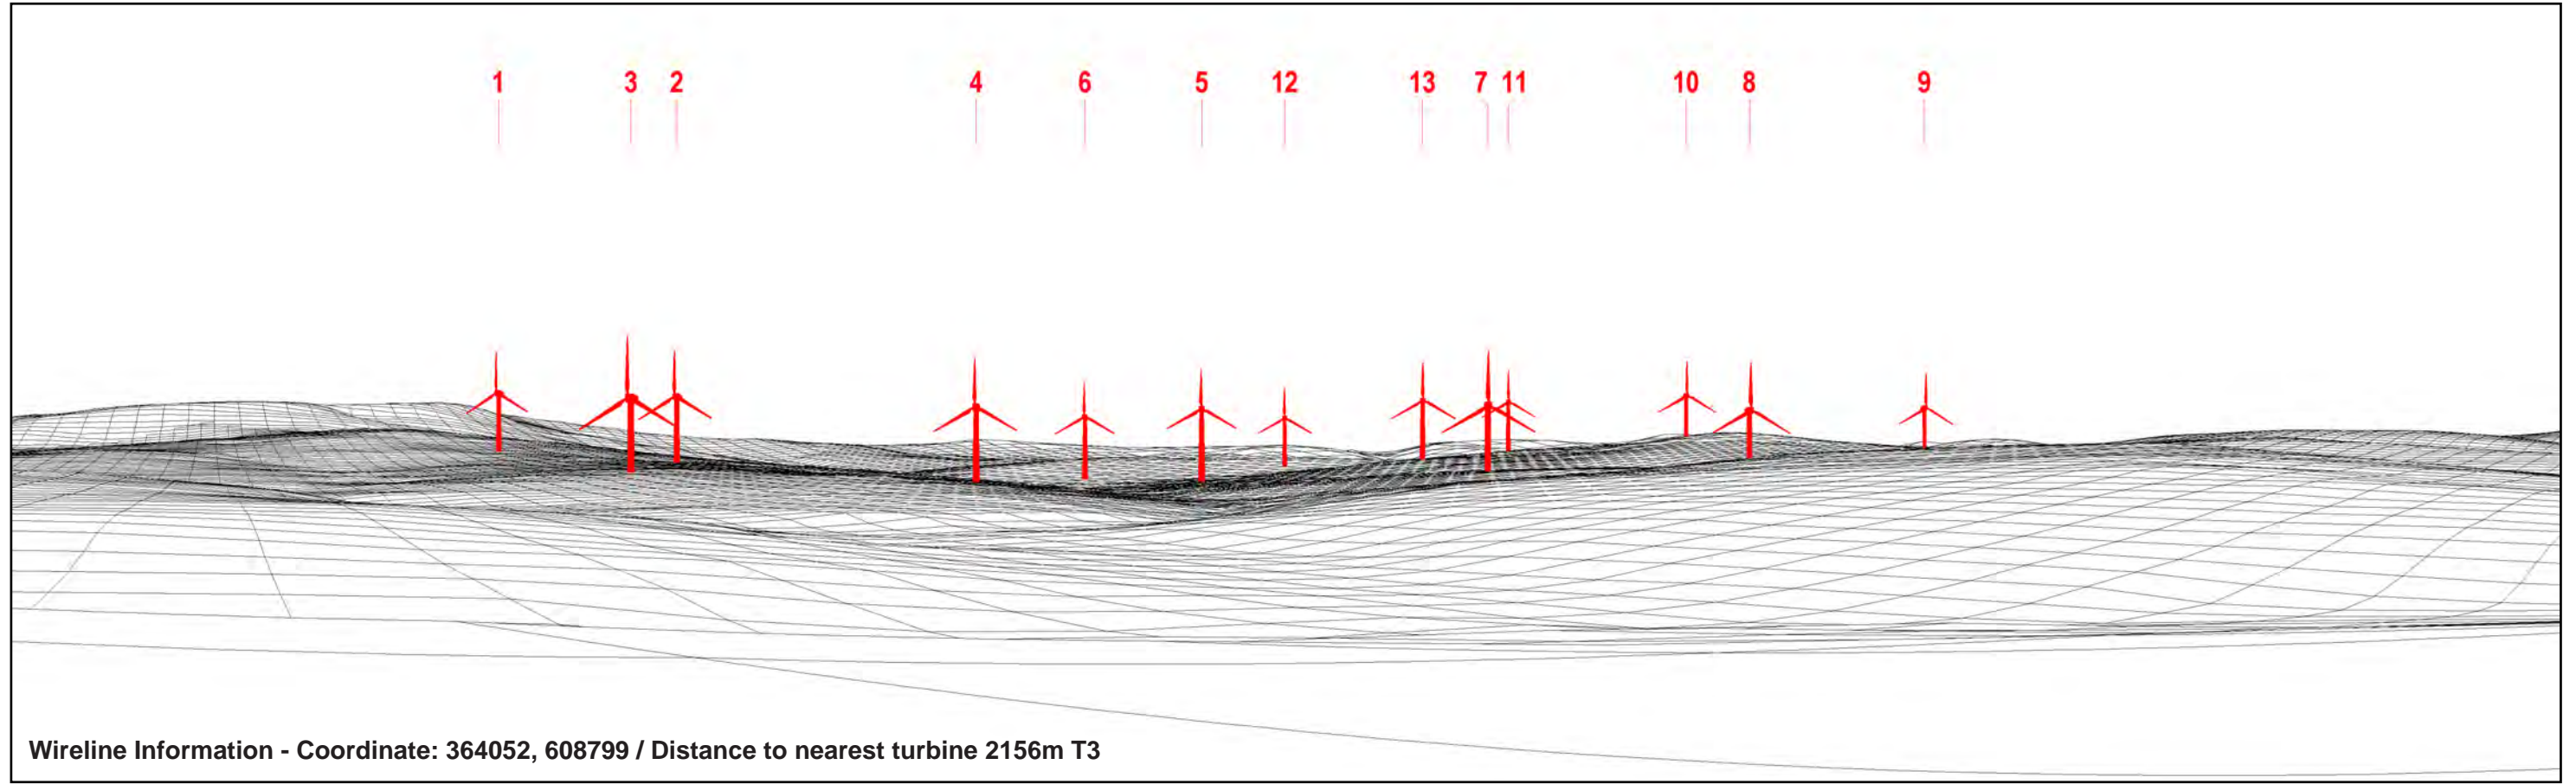 1 3 2 4 6 5 12 13 7 11 10 8 9
Wireline Information - Coordinate: 364052, 608799 / Distance to nearest turbine 2156m T3